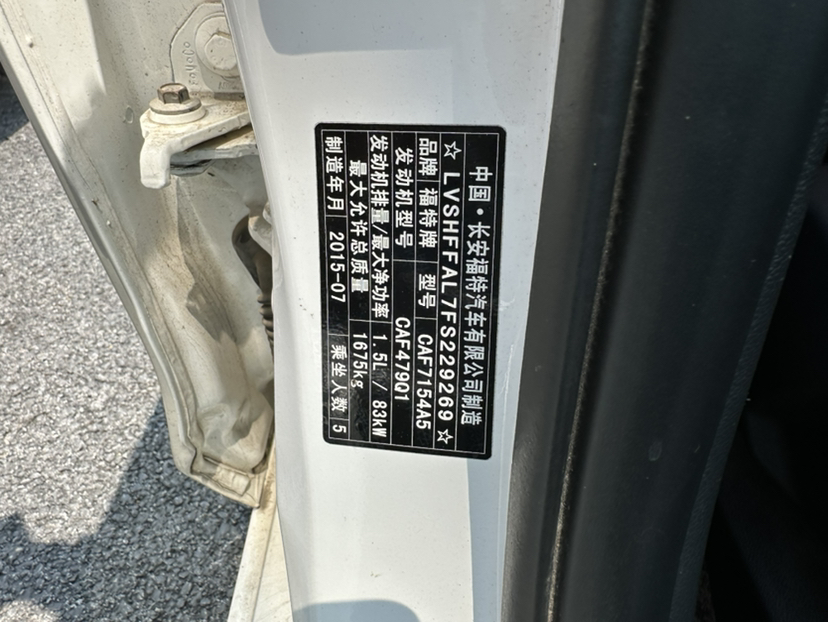 中国·长安福特汽车有限公司制造
☆ LVSHFFAL7FS229269 ☆
品牌 福特牌 型号 CAF7154A5
发动机型号 CAF479Q1
发动机排量/最大净功率 1.5L / 83kW
最大允许总质量 1675kg
制造年月 2015-07 乘坐人数 5